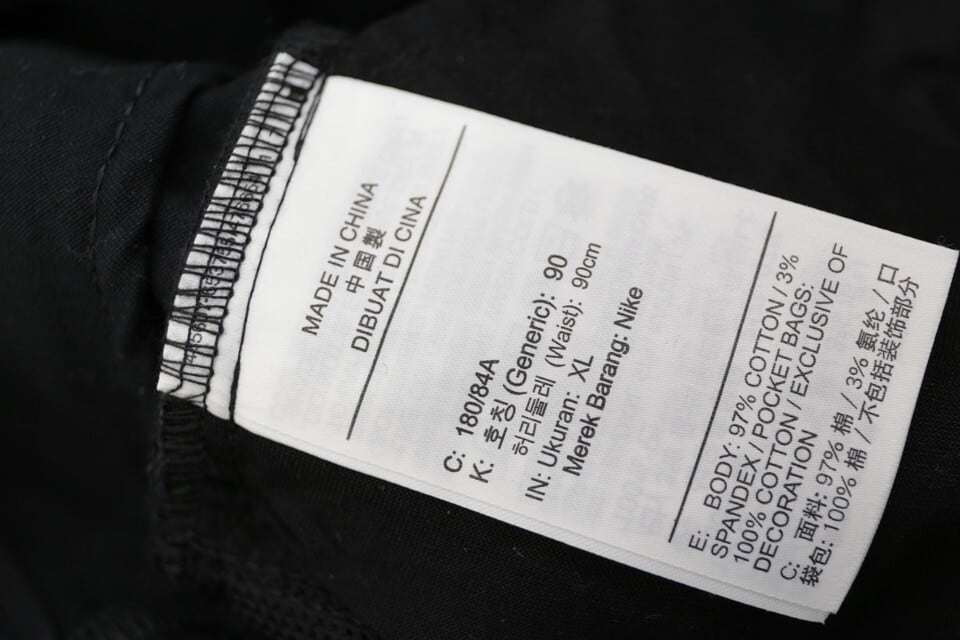 MADE IN CHINA
中国製
DIBUAT DI CINA
C: 180/84A
K: 호칭 (Generic): 90
허리둘레 (Waist): 90cm
IN: Ukuran: XL
Merek Barang: Nike
E: BODY: 97% COTTON / 3%
SPANDEX / POCKET BAGS:
100% COTTON / EXCLUSIVE OF
DECORATION
C: 面料: 97% 棉 / 3% 氨纶 / 口
袋包: 100% 棉 / 不包括装饰部分